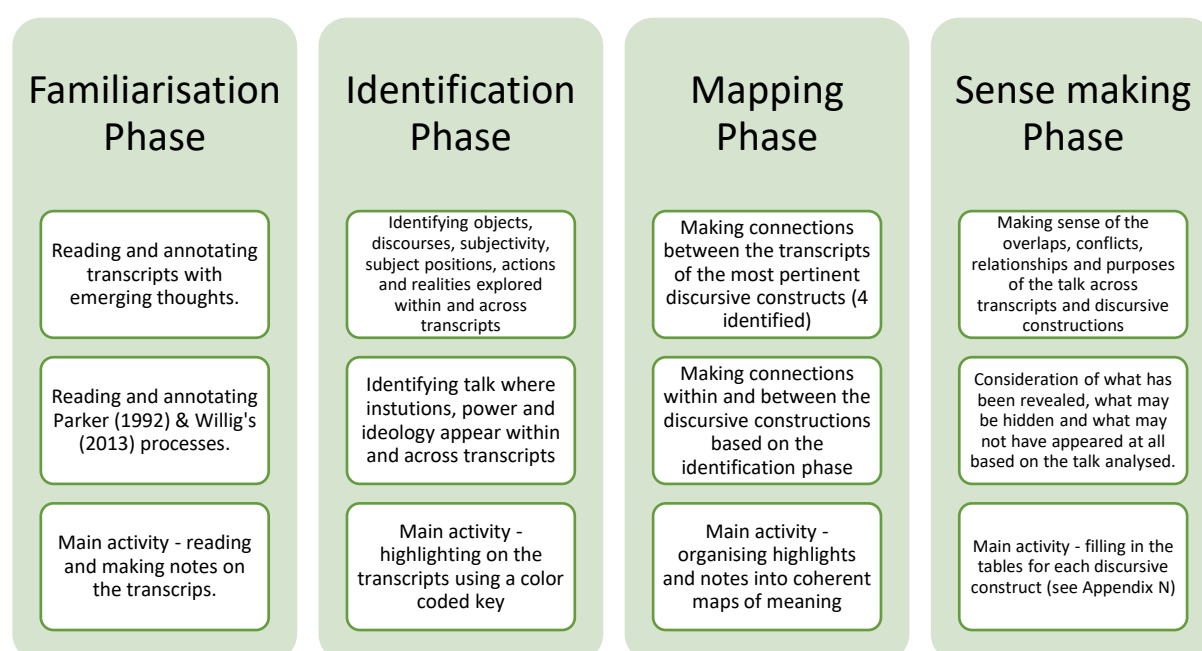 Familiarisation
Phase
Reading and annotating
transcripts with
emerging thoughts.
Reading and annotating
Parker (1992) & Willig's
(2013) processes.
Main activity - reading
and making notes on
the transcrips.
Identification
Phase
Identifying objects,
discourses, subjectivity,
subject positions, actions
and realities explored
within and across
transcripts
Identifying talk where
instutions, power and
ideology appear within
and across transcripts
Main activity -
highlighting on the
transcripts using a color
coded key
Mapping
Phase
Making connections
between the transcripts
of the most pertinent
discursive constructs (4
identified)
Making connections
within and between the
discursive constructions
based on the
identification phase
Main activity -
organising highlights
and notes into coherent
maps of meaning
Sense making
Phase
Making sense of the
overlaps, conflicts,
relationships and purposes
of the talk across
transcripts and discursive
constructions
Consideration of what has
been revealed, what may
be hidden and what may
not have appeared at all
based on the talk analysed.
Main activity - filling in the
tables for each discursive
construct (see Appendix N)